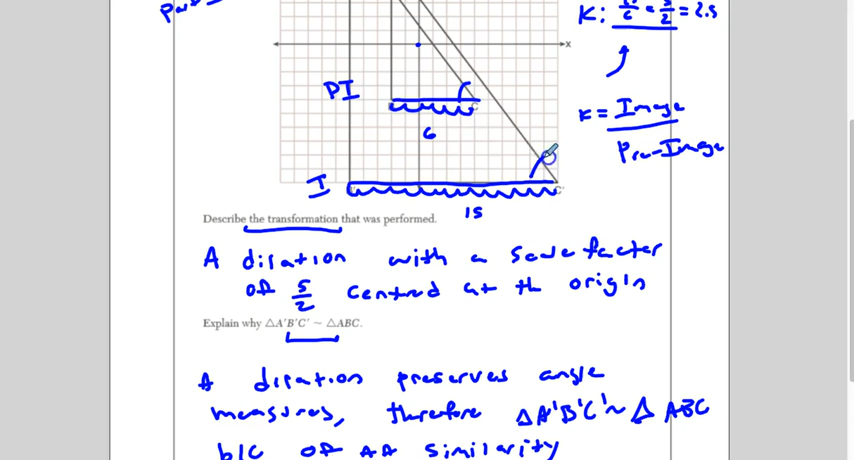 K: 15/6 = 5/2 = 2.5
x
PI
6
K = Image / Pre-Image
I
C'
15
Describe the transformation that was performed.
A dilation with a scale factor
of 5/2 centred at th origin
Explain why △A'B'C' ~ △ABC.
A dilation preserves angle
measures, therefore △A'B'C' ~ △ABC
b/c of AA similarity